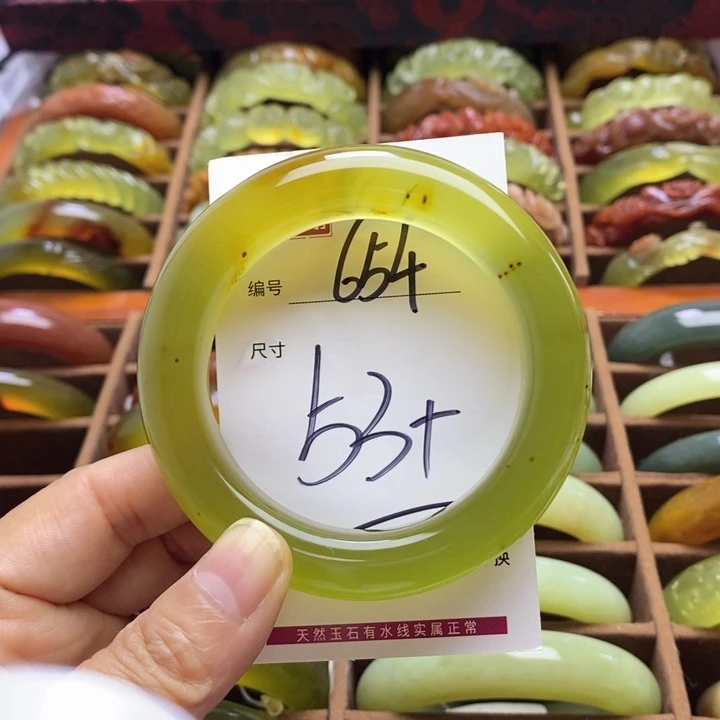 编号 654
尺寸
53+
换
天然玉石有水线实属正常